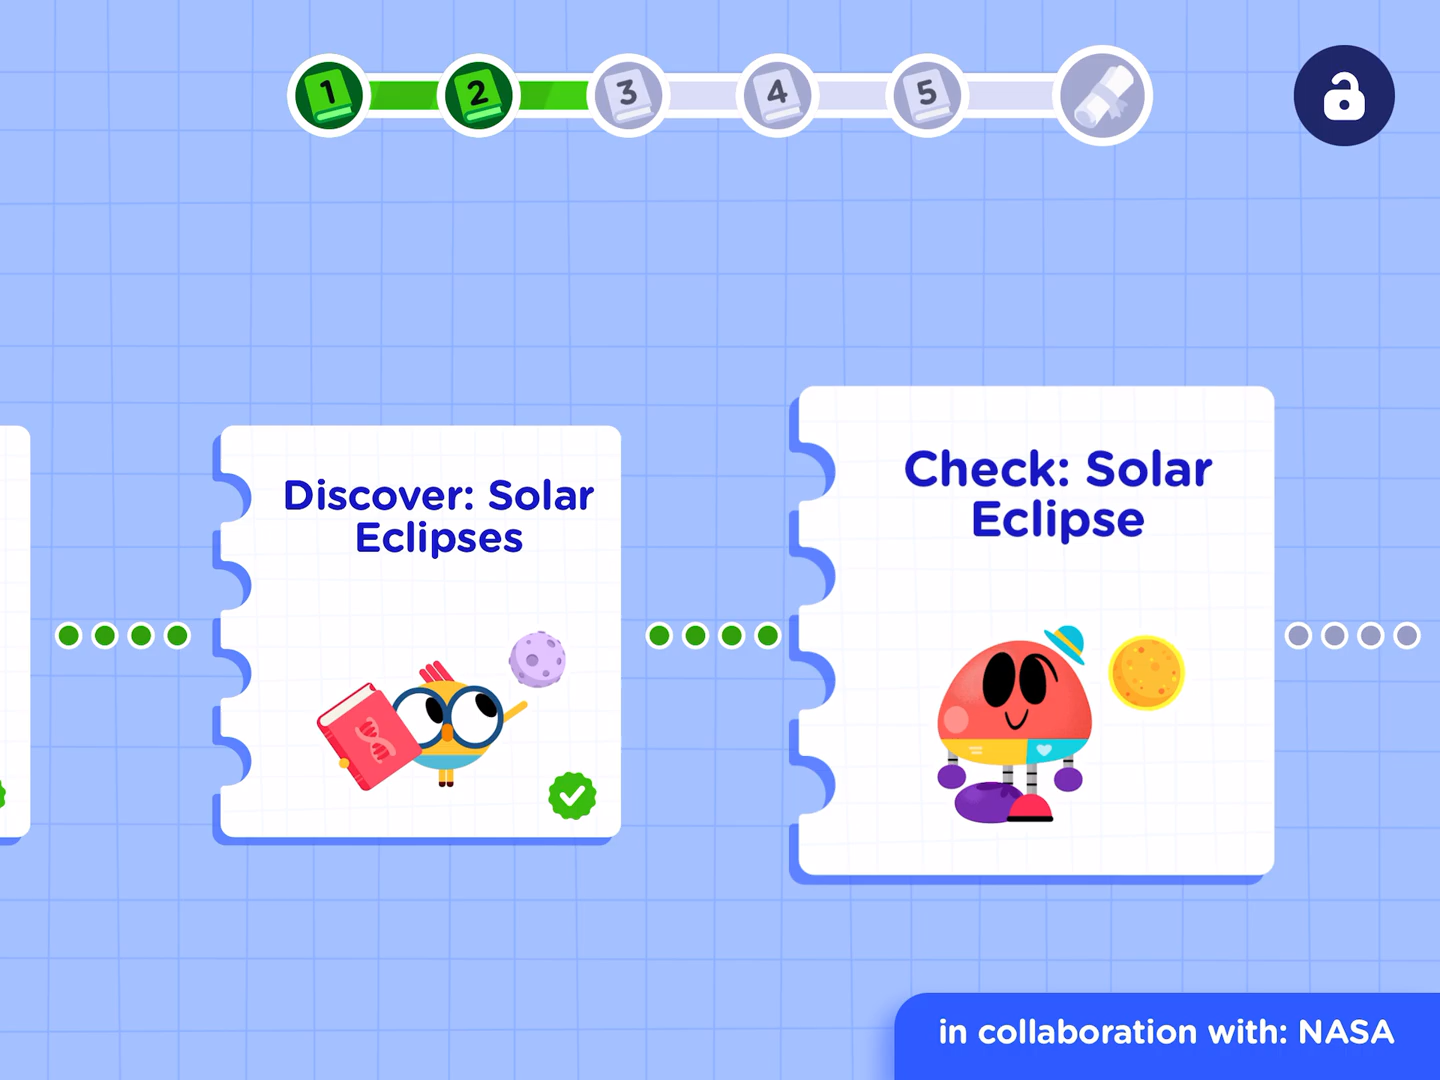 1 2 3 4 5
Discover: Solar
Eclipses
Check: Solar
Eclipse
in collaboration with: NASA